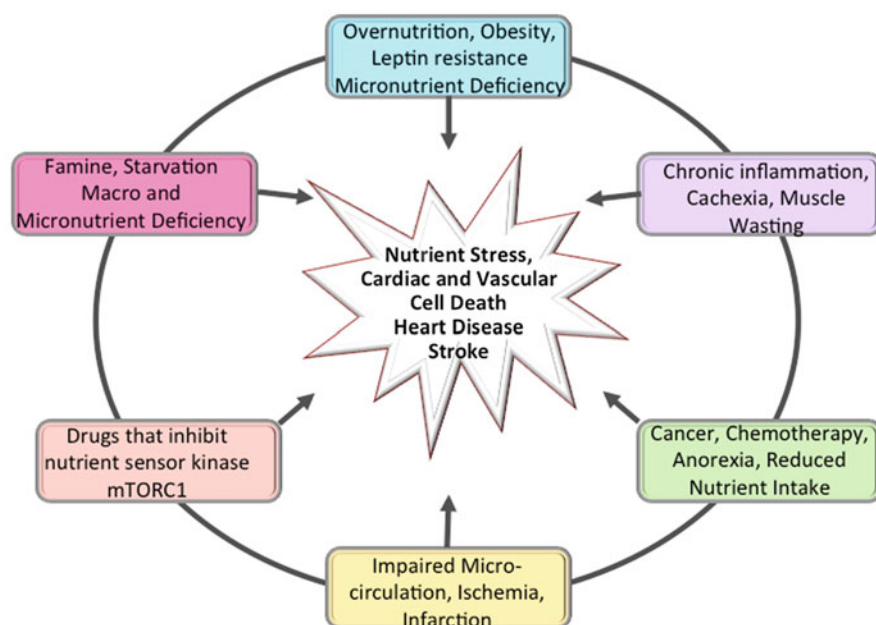 Overnutrition, Obesity,
Leptin resistance
Micronutrient Deficiency
Famine, Starvation
Macro and
Micronutrient Deficiency
Chronic inflammation,
Cachexia, Muscle
Wasting
Nutrient Stress,
Cardiac and Vascular
Cell Death
Heart Disease
Stroke
Drugs that inhibit
nutrient sensor kinase
mTORC1
Cancer, Chemotherapy,
Anorexia, Reduced
Nutrient Intake
Impaired Micro-
circulation, Ischemia,
Infarction